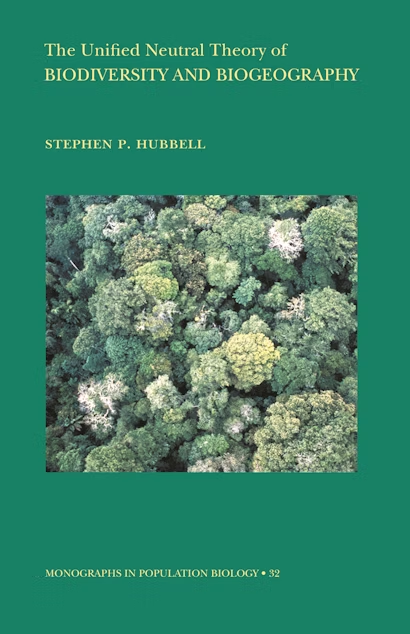 The Unified Neutral Theory of
BIODIVERSITY AND BIOGEOGRAPHY
STEPHEN P. HUBBELL
MONOGRAPHS IN POPULATION BIOLOGY • 32